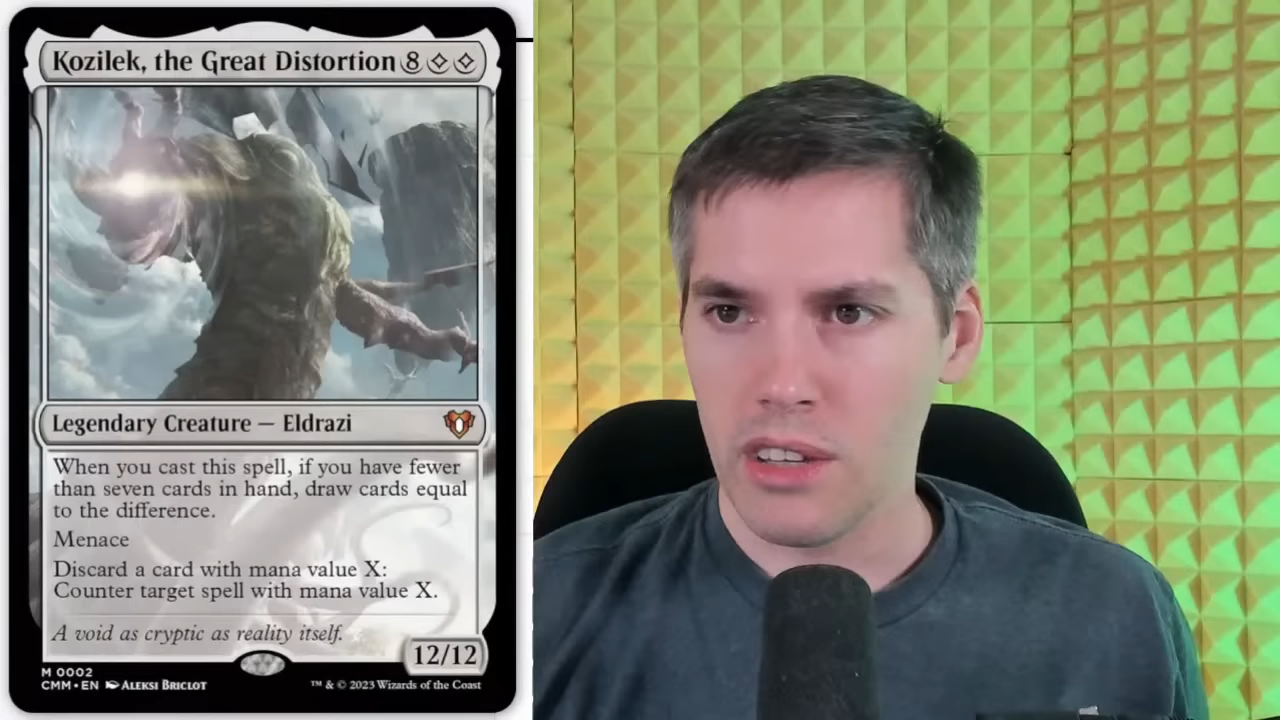 Kozilek, the Great Distortion 8
Legendary Creature — Eldrazi
When you cast this spell, if you have fewer
than seven cards in hand, draw cards equal
to the difference.
Menace
Discard a card with mana value X:
Counter target spell with mana value X.
A void as cryptic as reality itself.
12/12
M 0002
CMM • EN ALEKSI BRICLOT
™ & © 2023 Wizards of the Coast